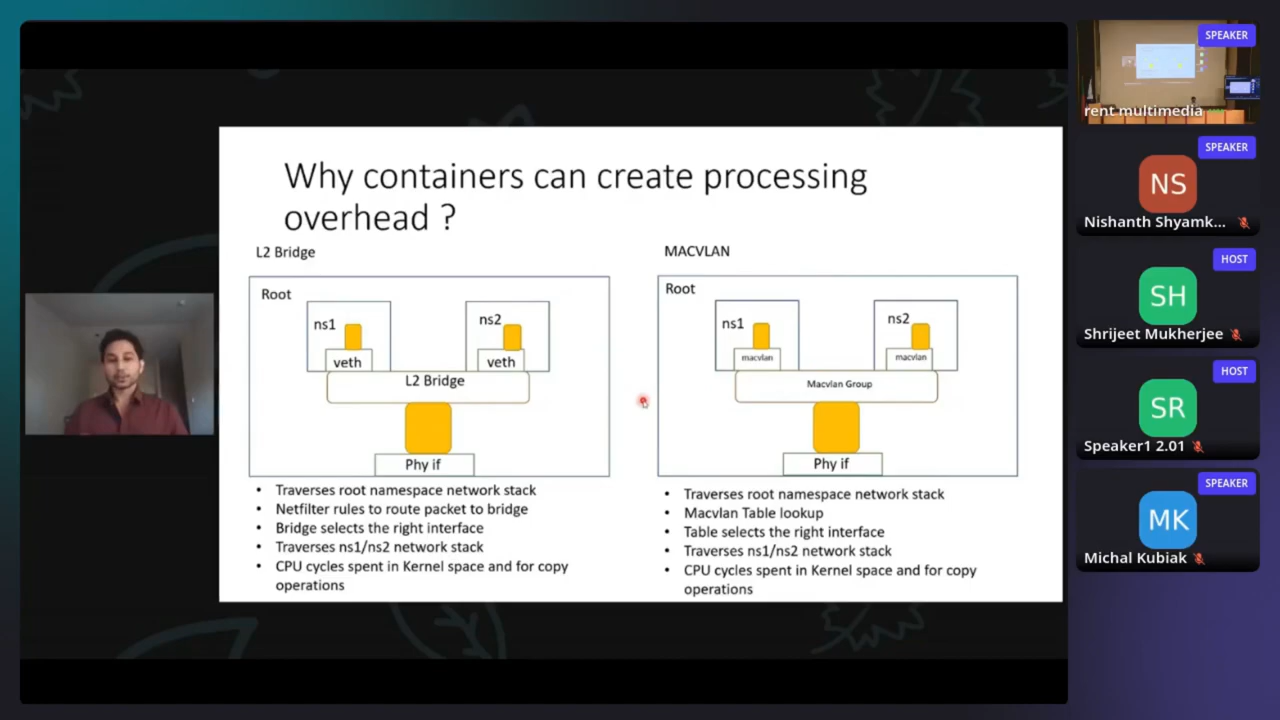 Why containers can create processing
overhead ?
L2 Bridge
Root
ns1
ns2
veth
veth
L2 Bridge
Phy if
• Traverses root namespace network stack
• Netfilter rules to route packet to bridge
• Bridge selects the right interface
• Traverses ns1/ns2 network stack
• CPU cycles spent in Kernel space and for copy
operations
MACVLAN
Root
ns1
ns2
macvlan
macvlan
Macvlan Group
Phy if
• Traverses root namespace network stack
• Macvlan Table lookup
• Table selects the right interface
• Traverses ns1/ns2 network stack
• CPU cycles spent in Kernel space and for copy
operations
SPEAKER
rent multimedia
SPEAKER
NS
Nishanth Shyamk...
HOST
SH
Shrijeet Mukherjee
HOST
SR
Speaker1 2.01
SPEAKER
MK
Michal Kubiak